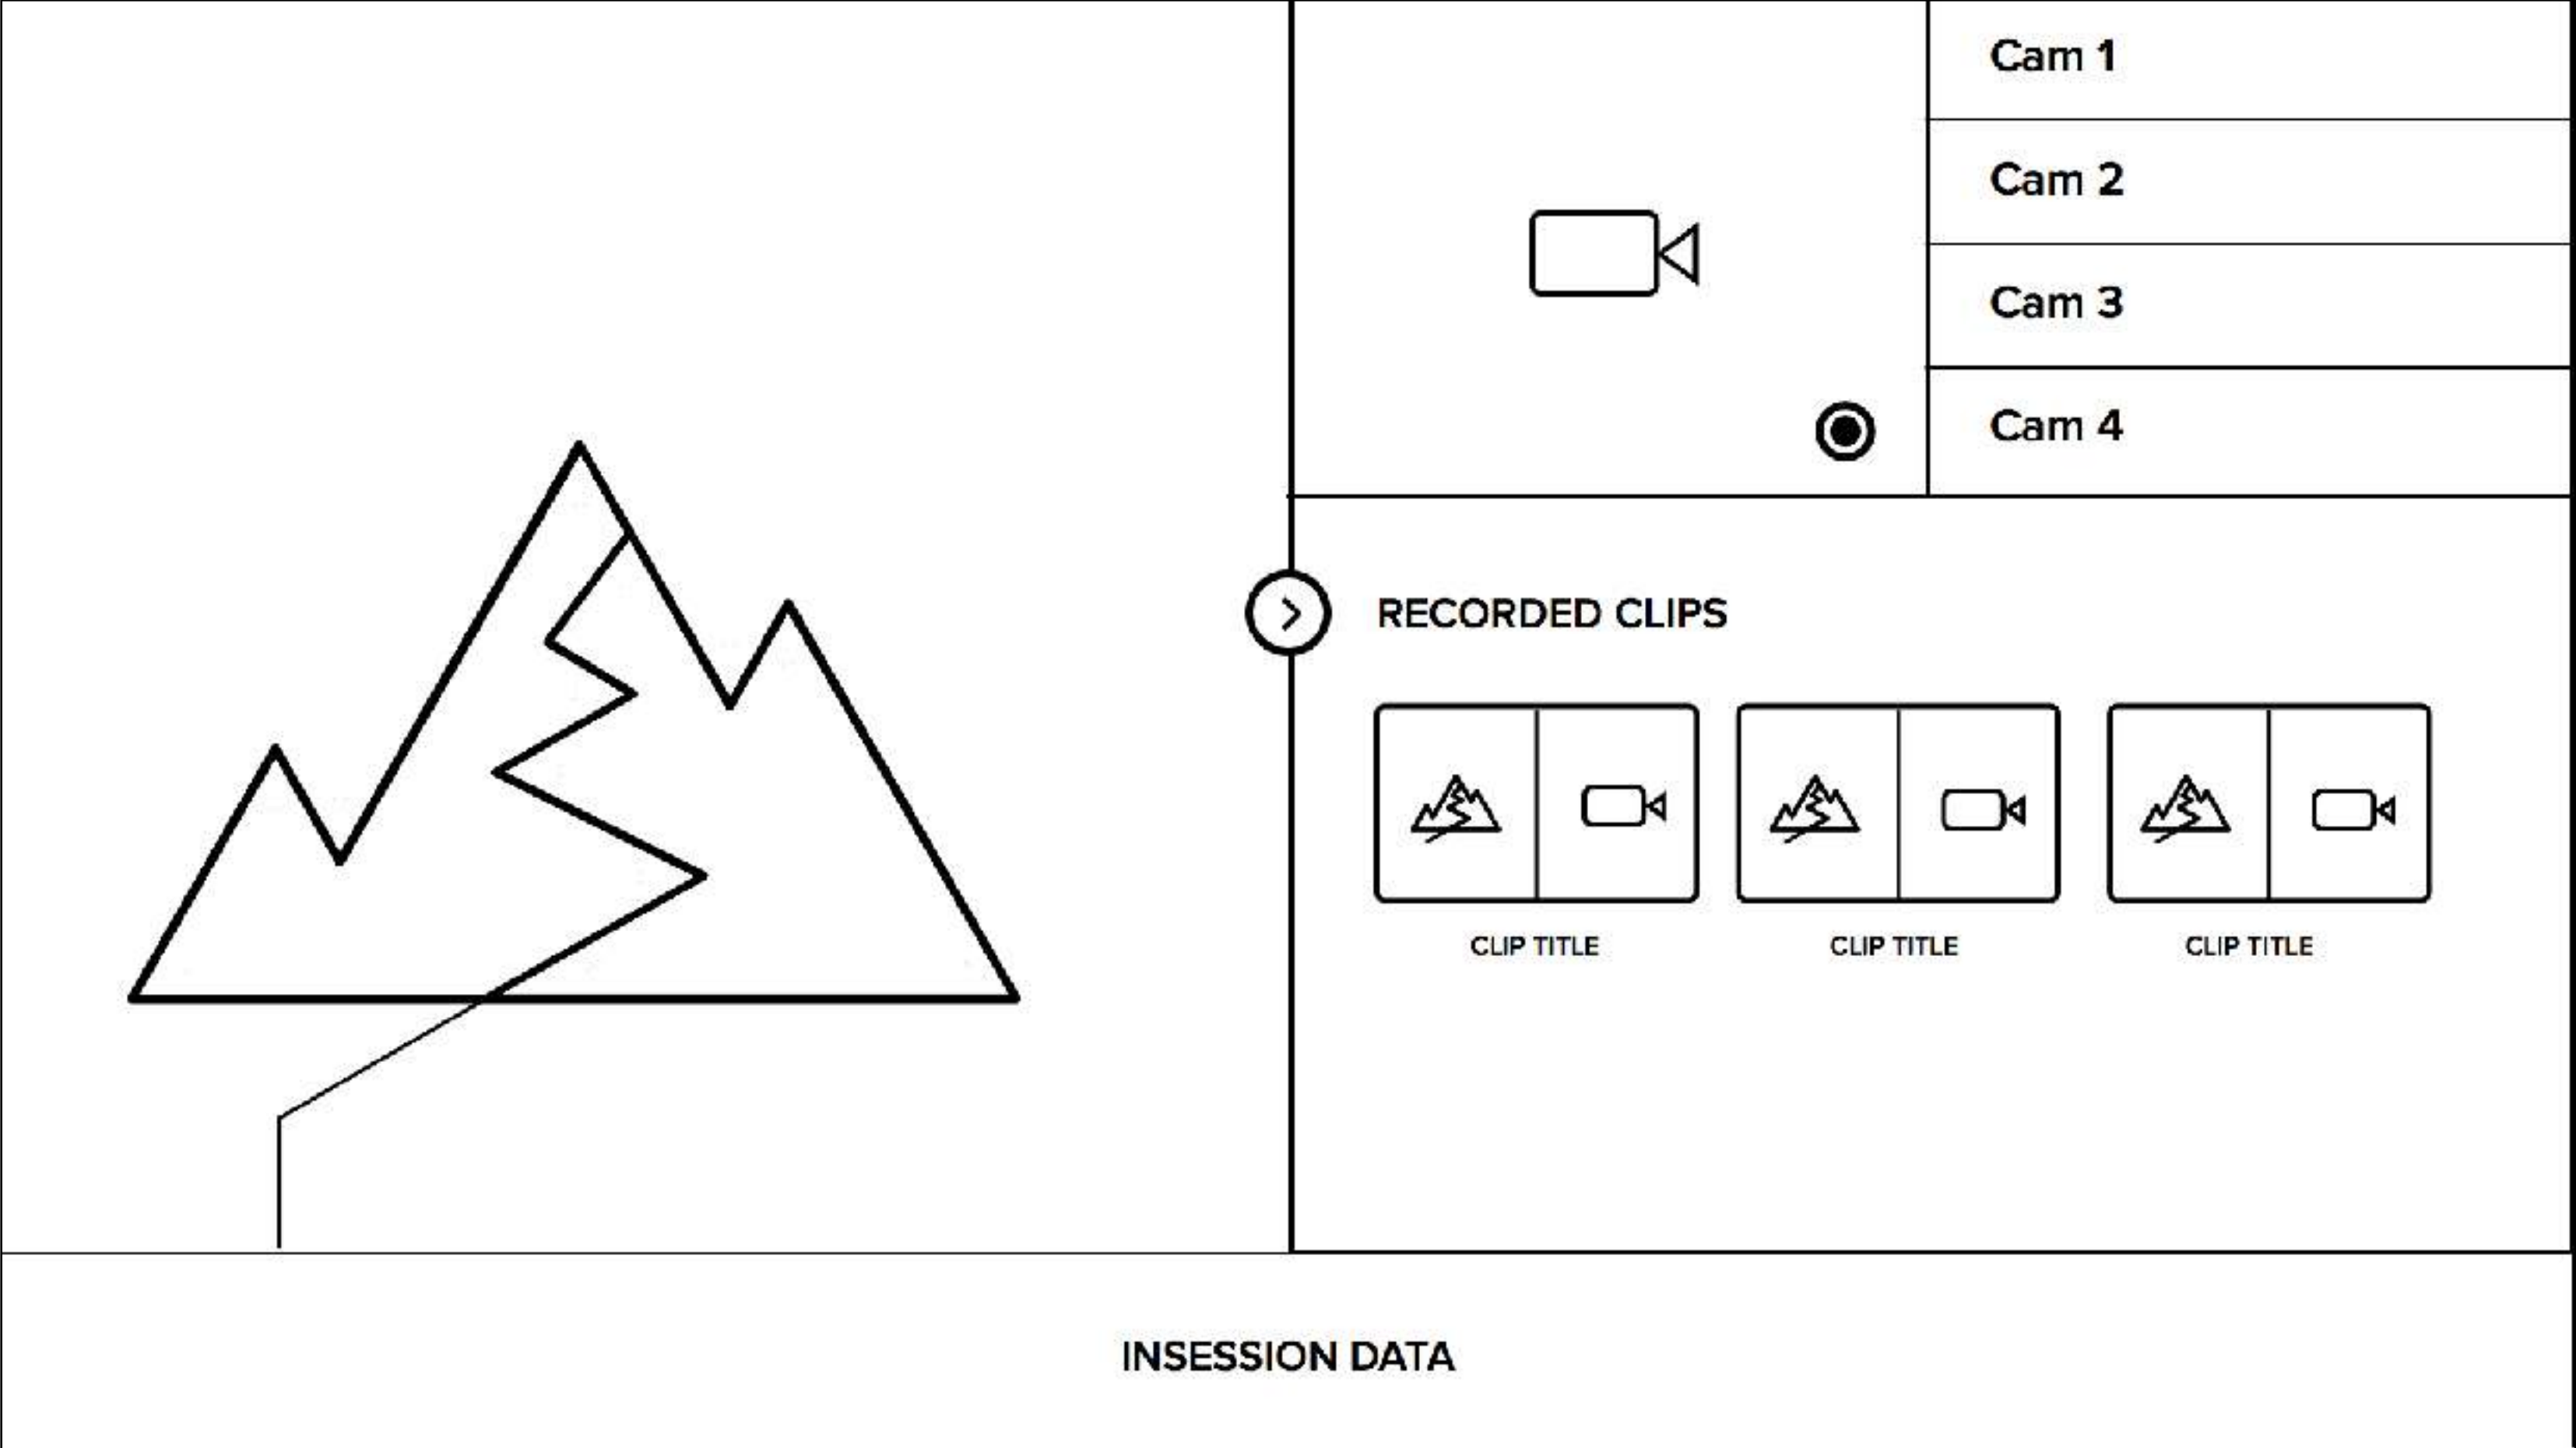 Cam 1
Cam 2
Cam 3
Cam 4
RECORDED CLIPS
CLIP TITLE
CLIP TITLE
CLIP TITLE
INSESSION DATA